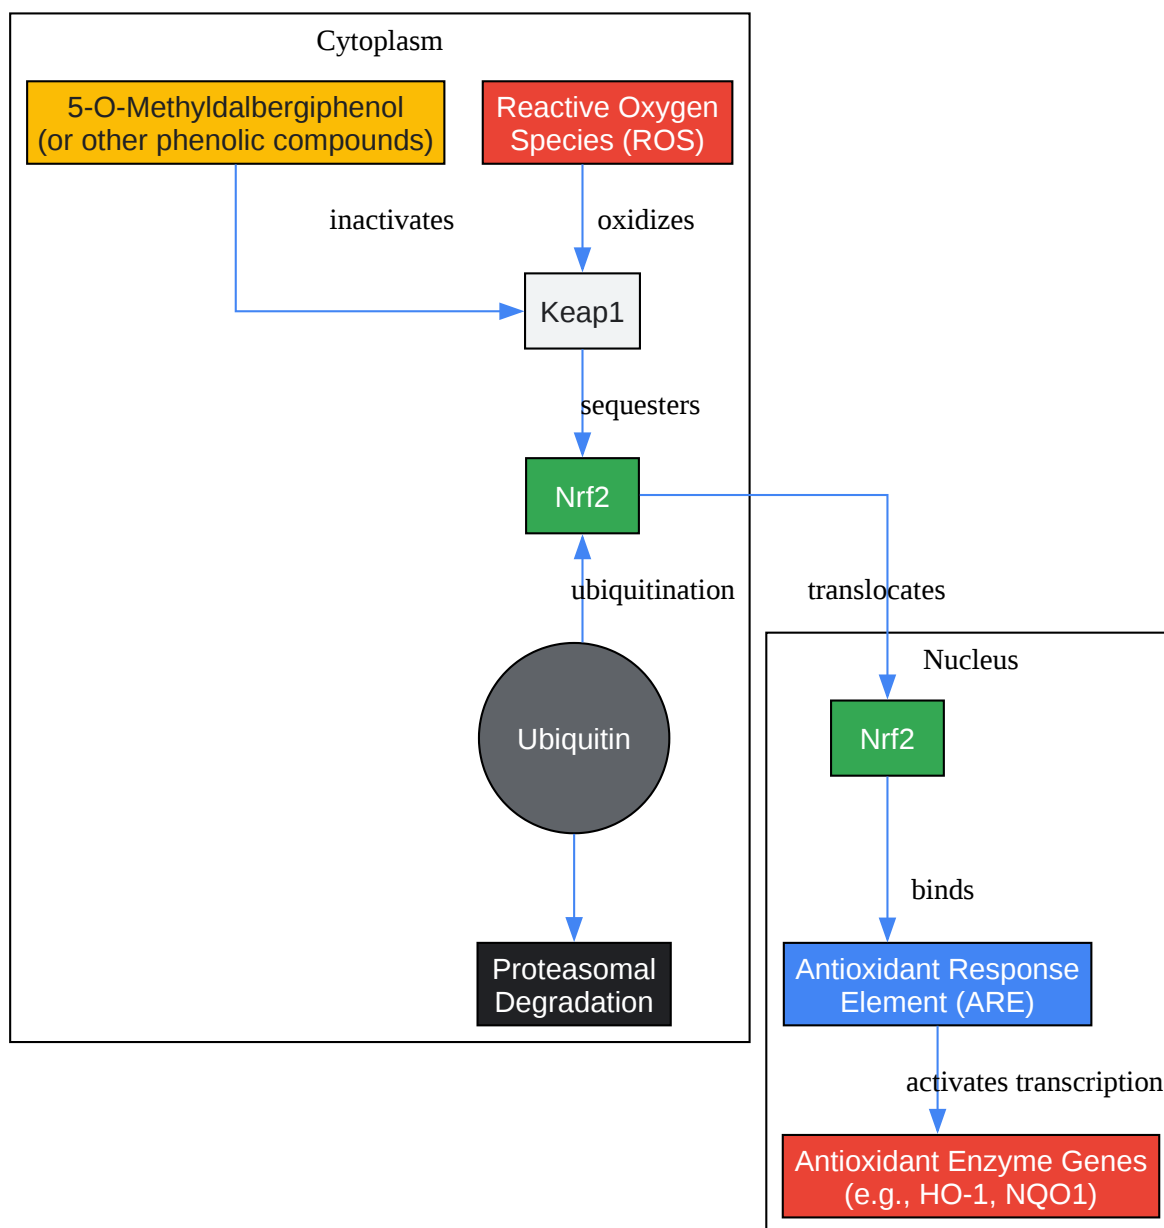 Cytoplasm
5-O-Methyldalbergiphenol
(or other phenolic compounds)
Reactive Oxygen
Species (ROS)
inactivates
oxidizes
Keap1
sequesters
Nrf2
ubiquitination
translocates
Ubiquitin
Nucleus
Nrf2
binds
Proteasomal
Degradation
Antioxidant Response
Element (ARE)
activates transcription
Antioxidant Enzyme Genes
(e.g., HO-1, NQO1)